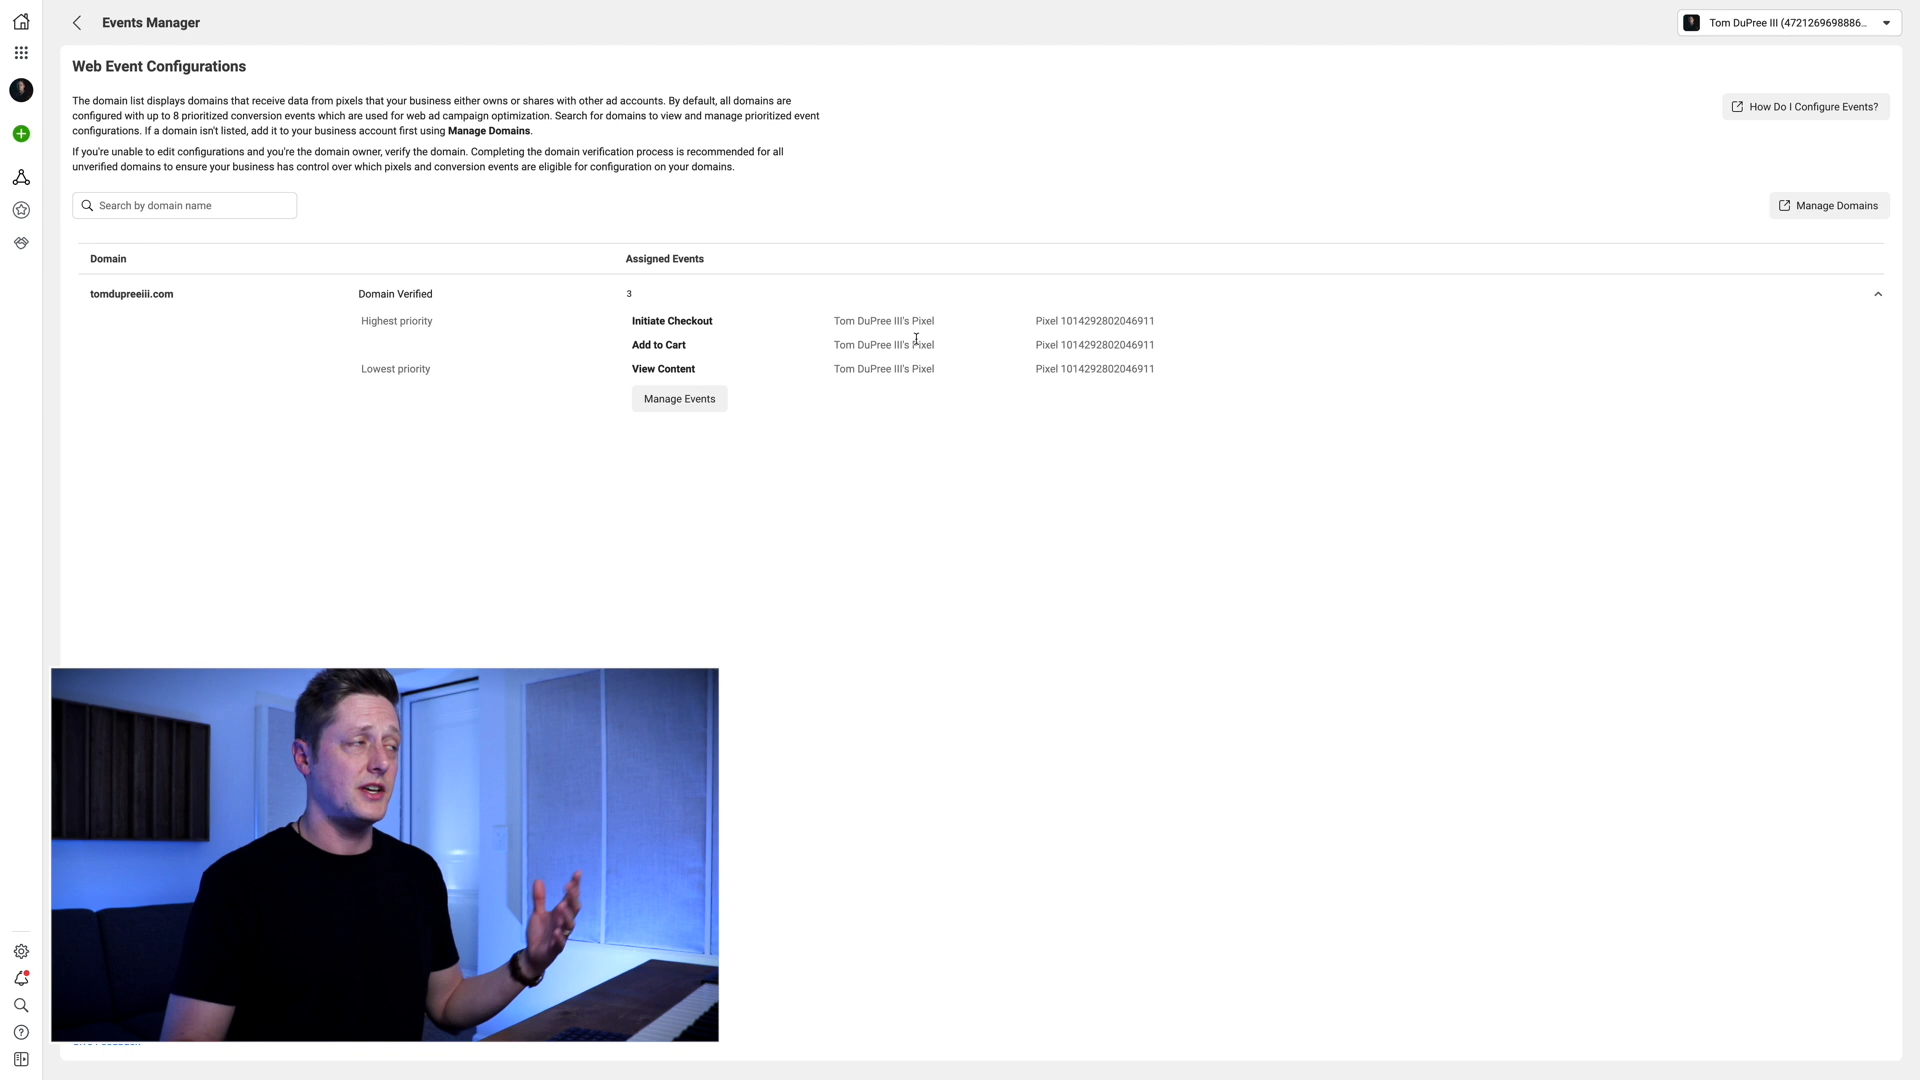 Events Manager
Tom DuPree III (4721269698886...
Web Event Configurations
The domain list displays domains that receive data from pixels that your business either owns or shares with other ad accounts. By default, all domains are
configured with up to 8 prioritized conversion events which are used for web ad campaign optimization. Search for domains to view and manage prioritized event
configurations. If a domain isn't listed, add it to your business account first using Manage Domains.
How Do I Configure Events?
If you're unable to edit configurations and you're the domain owner, verify the domain. Completing the domain verification process is recommended for all
unverified domains to ensure your business has control over which pixels and conversion events are eligible for configuration on your domains.
Search by domain name
Manage Domains
Domain Assigned Events
tomdupreeiii.com Domain Verified 3
Highest priority Initiate Checkout Tom DuPree III's Pixel Pixel 1014292802046911
Add to Cart Tom DuPree III's Pixel Pixel 1014292802046911
Lowest priority View Content Tom DuPree III's Pixel Pixel 1014292802046911
Manage Events